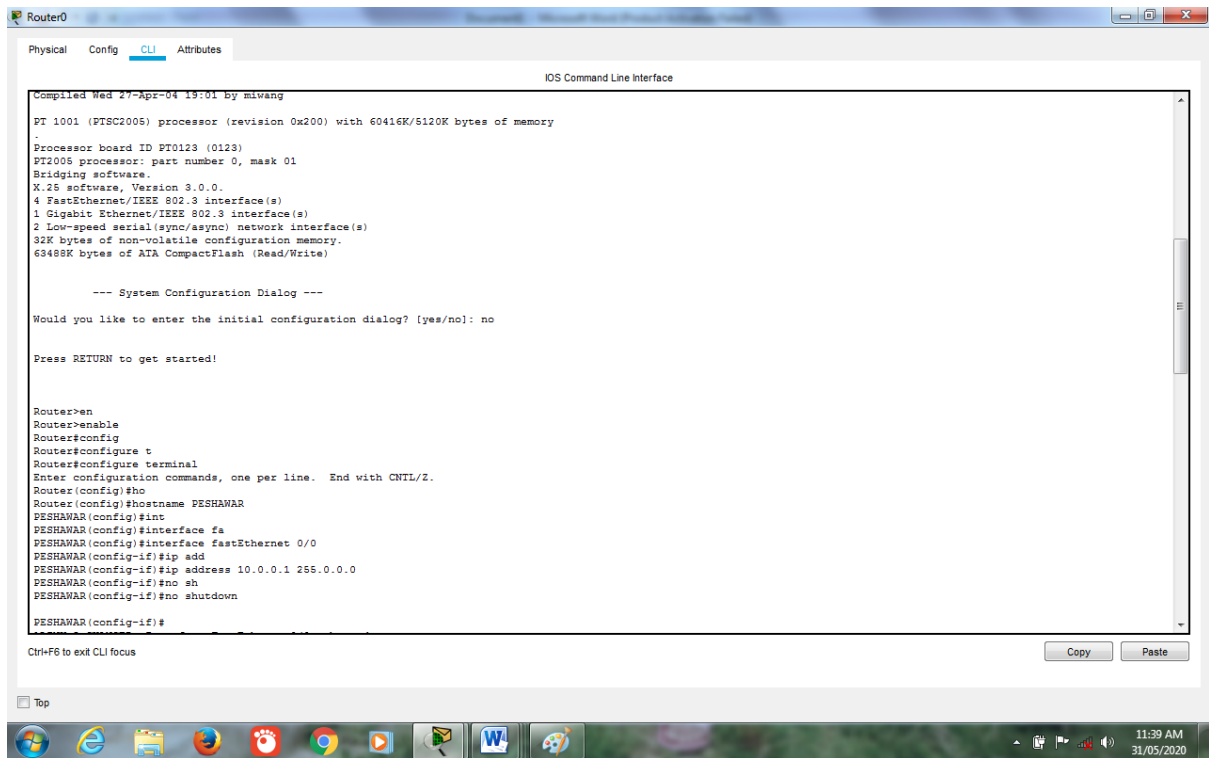 Router0
Physical Config CLI Attributes
IOS Command Line Interface
Compiled Wed 27-Apr-04 19:01 by miwang
PT 1001 (PTSC2005) processor (revision 0x200) with 60416K/5120K bytes of memory
.
Processor board ID PT0123 (0123)
PT2005 processor: part number 0, mask 01
Bridging software.
X.25 software, Version 3.0.0.
4 FastEthernet/IEEE 802.3 interface(s)
1 Gigabit Ethernet/IEEE 802.3 interface(s)
2 Low-speed serial(sync/async) network interface(s)
32K bytes of non-volatile configuration memory.
63488K bytes of ATA CompactFlash (Read/Write)
--- System Configuration Dialog ---
Would you like to enter the initial configuration dialog? [yes/no]: no
Press RETURN to get started!
Router>en
Router>enable
Router#config
Router#configure t
Router#configure terminal
Enter configuration commands, one per line. End with CNTL/Z.
Router(config)#ho
Router(config)#hostname PESHAWAR
PESHAWAR(config)#int
PESHAWAR(config)#interface fa
PESHAWAR(config)#interface fastEthernet 0/0
PESHAWAR(config-if)#ip add
PESHAWAR(config-if)#ip address 10.0.0.1 255.0.0.0
PESHAWAR(config-if)#no sh
PESHAWAR(config-if)#no shutdown
PESHAWAR(config-if)#
Ctrl+F6 to exit CLI focus
Copy Paste
Top
11:39 AM
31/05/2020